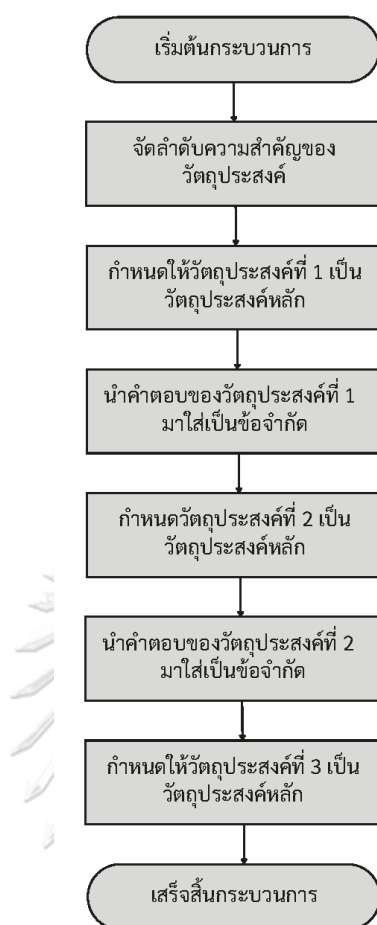 เริ่มต้นกระบวนการ
จัดลำดับความสำคัญของ
วัตถุประสงค์
กำหนดให้วัตถุประสงค์ที่ 1 เป็น
วัตถุประสงค์หลัก
นำคำตอบของวัตถุประสงค์ที่ 1
มาใส่เป็นข้อจำกัด
กำหนดวัตถุประสงค์ที่ 2 เป็น
วัตถุประสงค์หลัก
นำคำตอบของวัตถุประสงค์ที่ 2
มาใส่เป็นข้อจำกัด
กำหนดให้วัตถุประสงค์ที่ 3 เป็น
วัตถุประสงค์หลัก
เสร็จสิ้นกระบวนการ